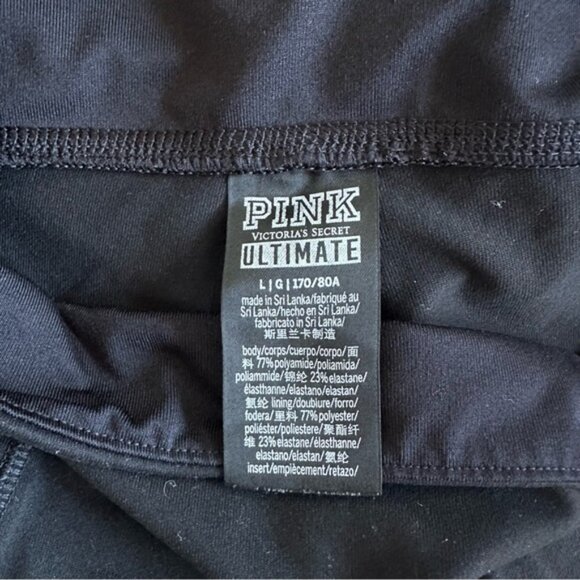 PINK
VICTORIA'S SECRET
ULTIMATE
L|G|170/80A
made in Sri Lanka/fabriqué au
Sri Lanka/hecho en Sri Lanka/
fabbricato in Sri Lanka/
斯里兰卡制造
body/corps/cuerpo/corpo/面
料 77% polyamide/poliamida/
poliammide/锦纶 23% elastane/
élasthanne/elastano/elastan/
氨纶 lining/doublure/forro/
fodera/里料 77% polyester/
poliéster/poliestere/聚酯纤
维 23% elastane/élasthanne/
elastano/elastan/氨纶
insert/empiècement/retazo/